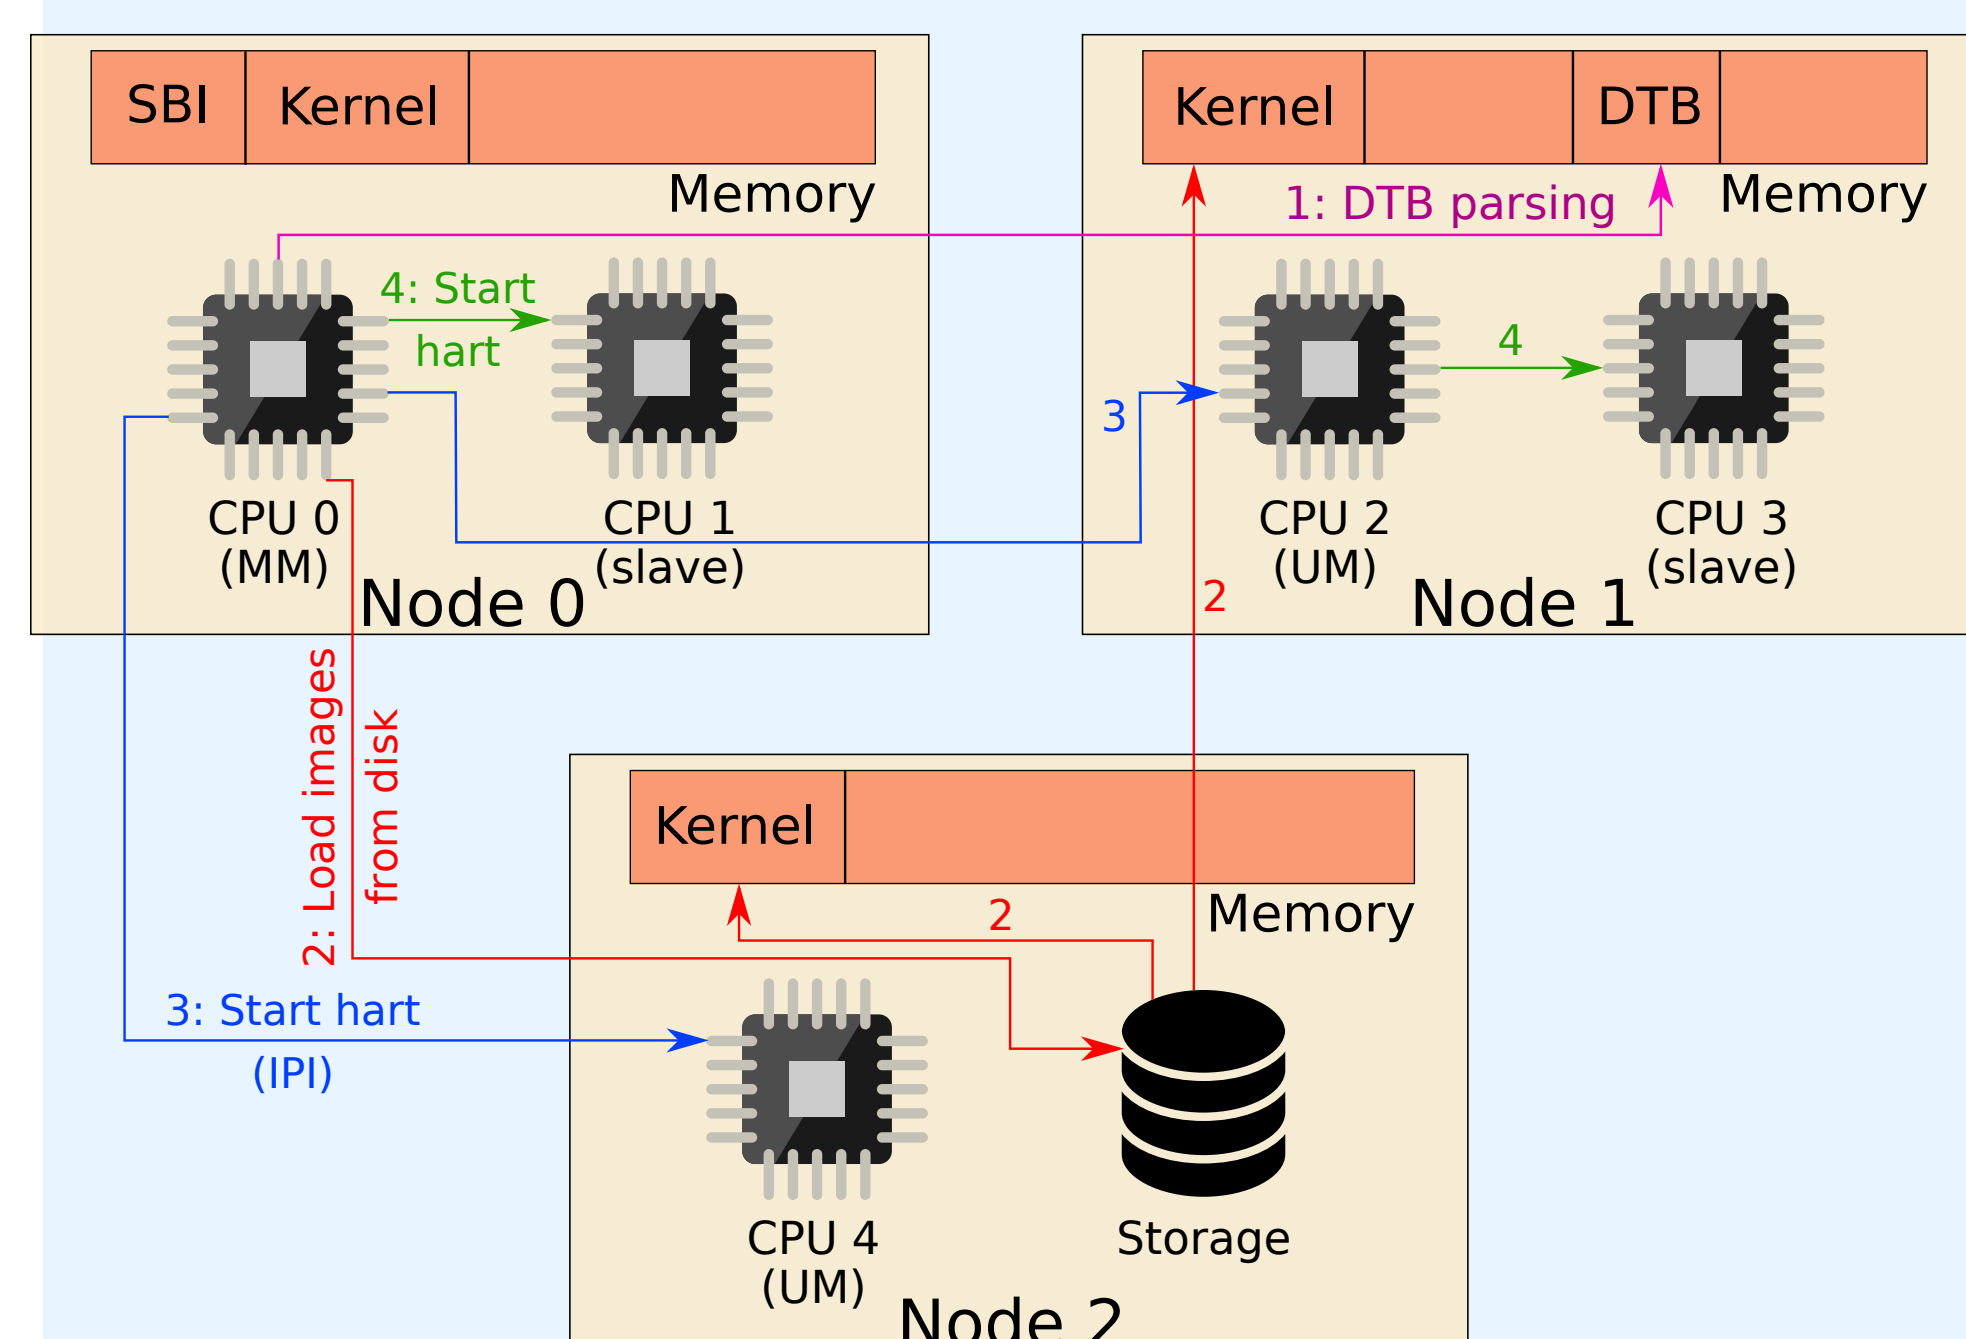 SBI
Kernel
Memory
4: Start
hart
CPU 0
(MM)
CPU 1
(slave)
Node 0
Kernel
DTB
Memory
1: DTB parsing
4
3
CPU 2
(UM)
CPU 3
(slave)
Node 1
2
2: Load images
from disk
3: Start hart
(IPI)
Kernel
Memory
2
CPU 4
(UM)
Storage
Node 2